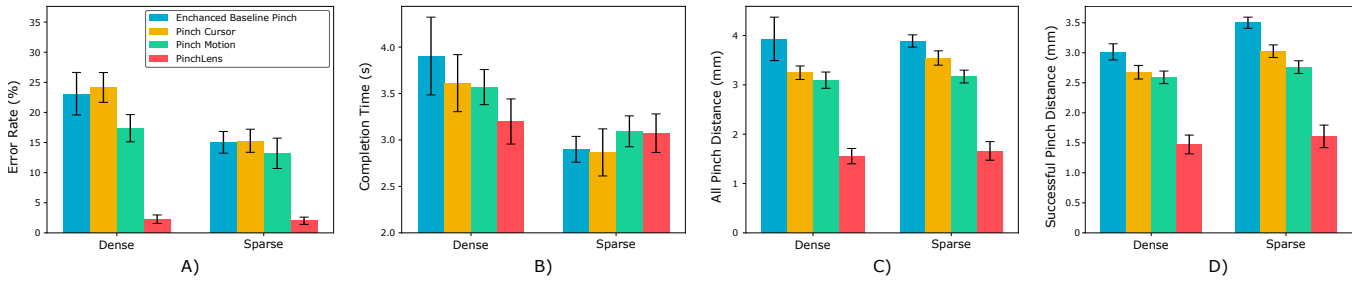 Error Rate (%)
35
30
25
20
15
10
5
0
Enchanced Baseline Pinch
Pinch Cursor
Pinch Motion
PinchLens
Dense
Sparse
A)
Completion Time (s)
4.0
3.5
3.0
2.5
2.0
Dense
Sparse
B)
All Pinch Distance (mm)
4
3
2
1
0
Dense
Sparse
C)
Successful Pinch Distance (mm)
3.5
3.0
2.5
2.0
1.5
1.0
0.5
0
Dense
Sparse
D)